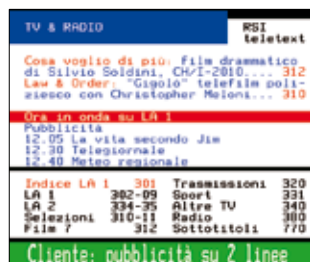 TV & RADIO RSI
teletext
Cosa voglio di più: film drammatico
di Silvio Soldini, CH/I-2010.... 312
Law & Order: "Gigolò" telefilm poli-
ziesco con Christopher Meloni... 310
Ora in onda su LA 1
Pubblicità
12.05 La vita secondo Jim
12.30 Telegiornale
12.40 Meteo regionale
Indice LA 1 301 Trasmissioni 320
LA 1 302-09 Sport 331
LA 2 334-35 Altre TV 340
Selezioni 310-11 Radio 380
Film 7 312 Sottotitoli 770
Cliente: pubblicità su 2 linee